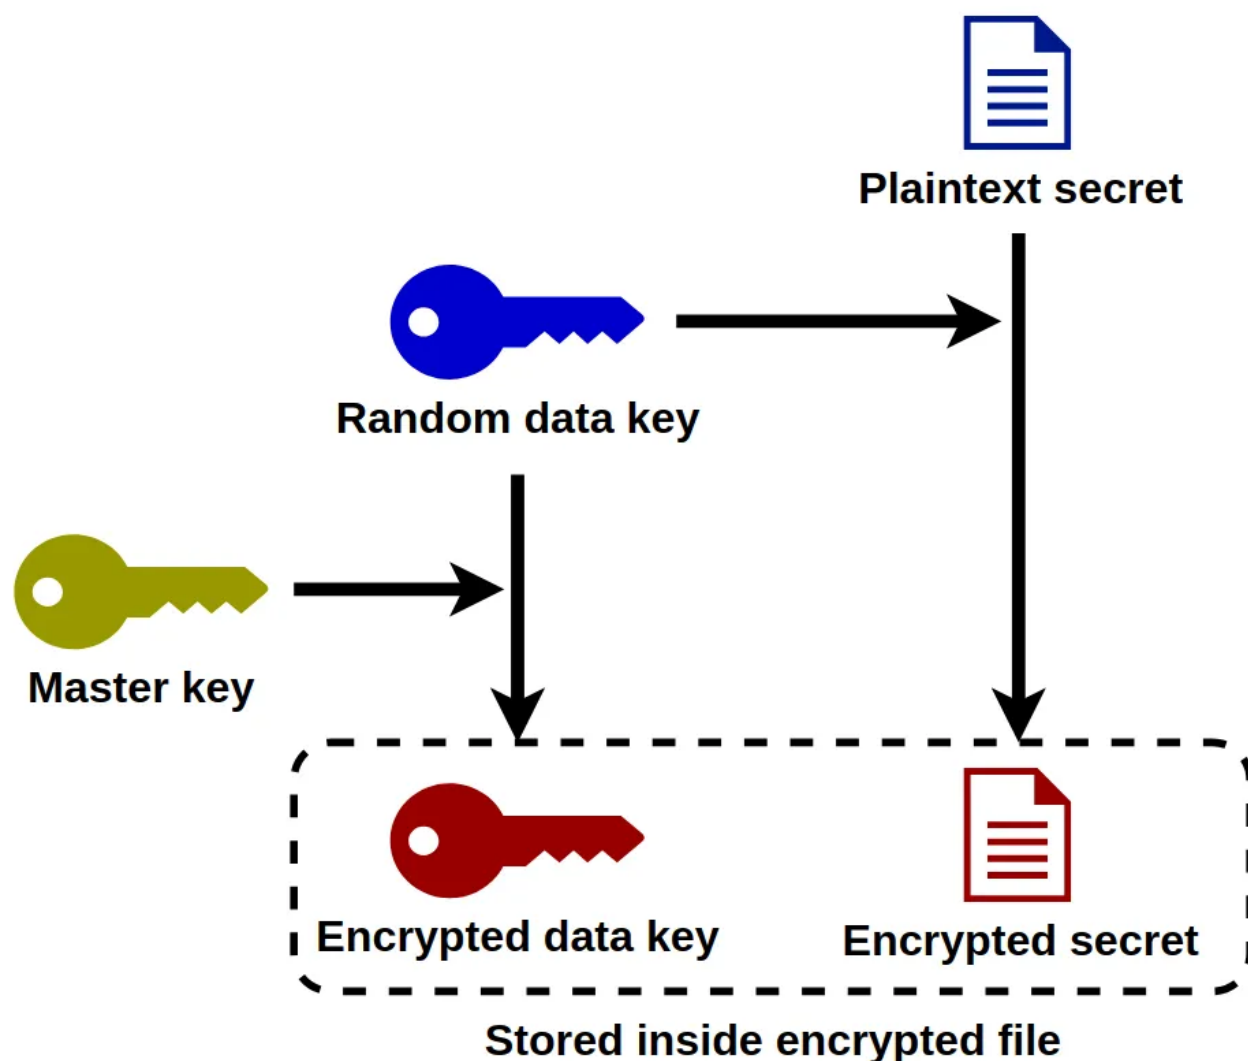 Plaintext secret
Random data key
Master key
Encrypted data key
Encrypted secret
Stored inside encrypted file